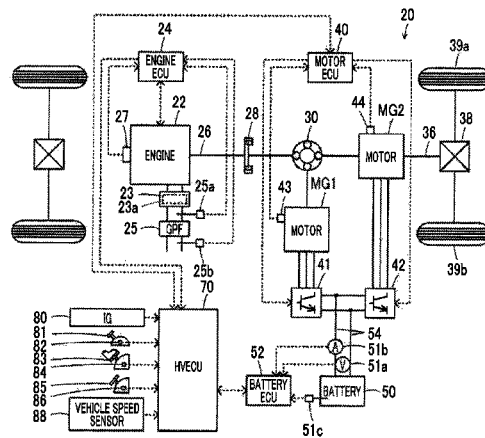 20
24
40
39a
ENGINE
ECU
MOTOR
ECU
44
MG2
22
27
28
26
30
36
38
ENGINE
MOTOR
MG1
23
23a
25a
43
25
GPF
MOTOR
25b
39b
70
41
42
80
IG
54
81
82
83
84
85
86
HVECU
52
A
51b
V
51a
BATTERY
ECU
BATTERY
50
88
VEHICLE SPEED
SENSOR
51c